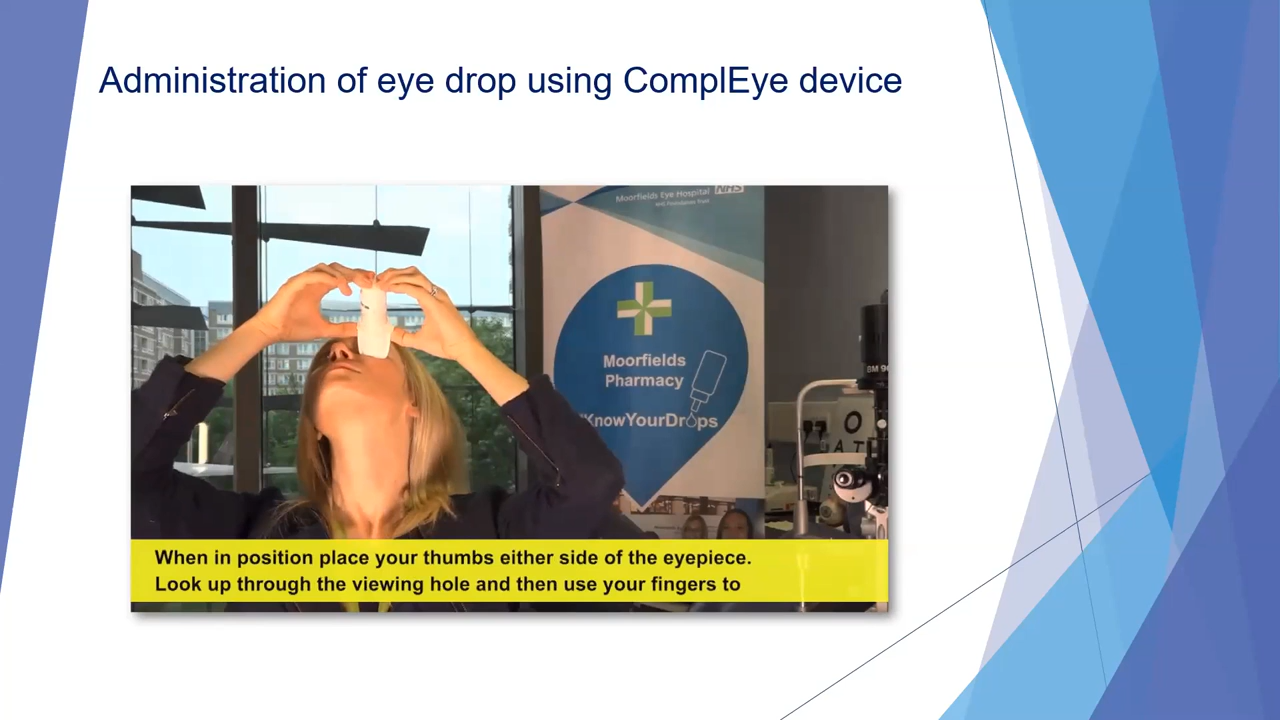 Administration of eye drop using ComplEye device
Moorfields Eye Hospital NHS
NHS Foundation Trust
Moorfields
Pharmacy
#KnowYourDrops
BM 90
O
A T
When in position place your thumbs either side of the eyepiece.
Look up through the viewing hole and then use your fingers to